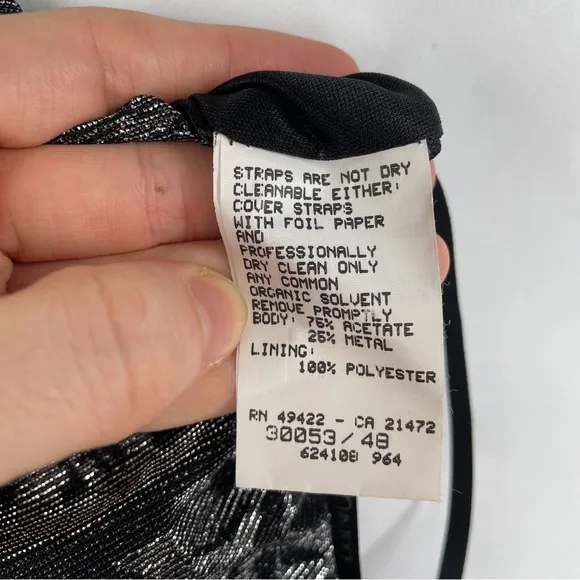 STRAPS ARE NOT DRY
CLEANABLE EITHER:
COVER STRAPS
WITH FOIL PAPER
AND
PROFESSIONALLY
DRY CLEAN ONLY
ANY COMMON
ORGANIC SOLVENT
REMOVE PROMPTLY
BODY: 75% ACETATE
25% METAL
LINING:
100% POLYESTER
RN 49422 - CA 21472
30053/48
624108 964